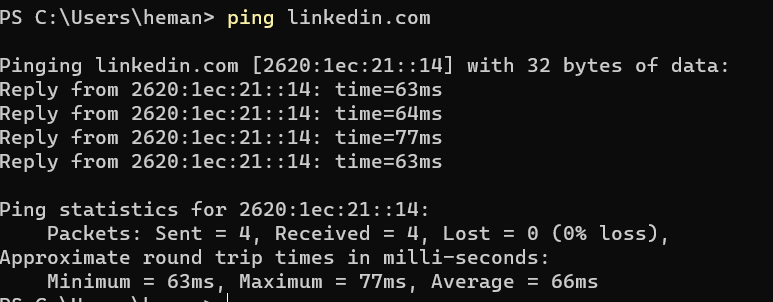 PS C:\Users\heman> ping linkedin.com
Pinging linkedin.com [2620:1ec:21::14] with 32 bytes of data:
Reply from 2620:1ec:21::14: time=63ms
Reply from 2620:1ec:21::14: time=64ms
Reply from 2620:1ec:21::14: time=77ms
Reply from 2620:1ec:21::14: time=63ms
Ping statistics for 2620:1ec:21::14:
    Packets: Sent = 4, Received = 4, Lost = 0 (0% loss),
Approximate round trip times in milli-seconds:
    Minimum = 63ms, Maximum = 77ms, Average = 66ms
PS C:\Users\heman>